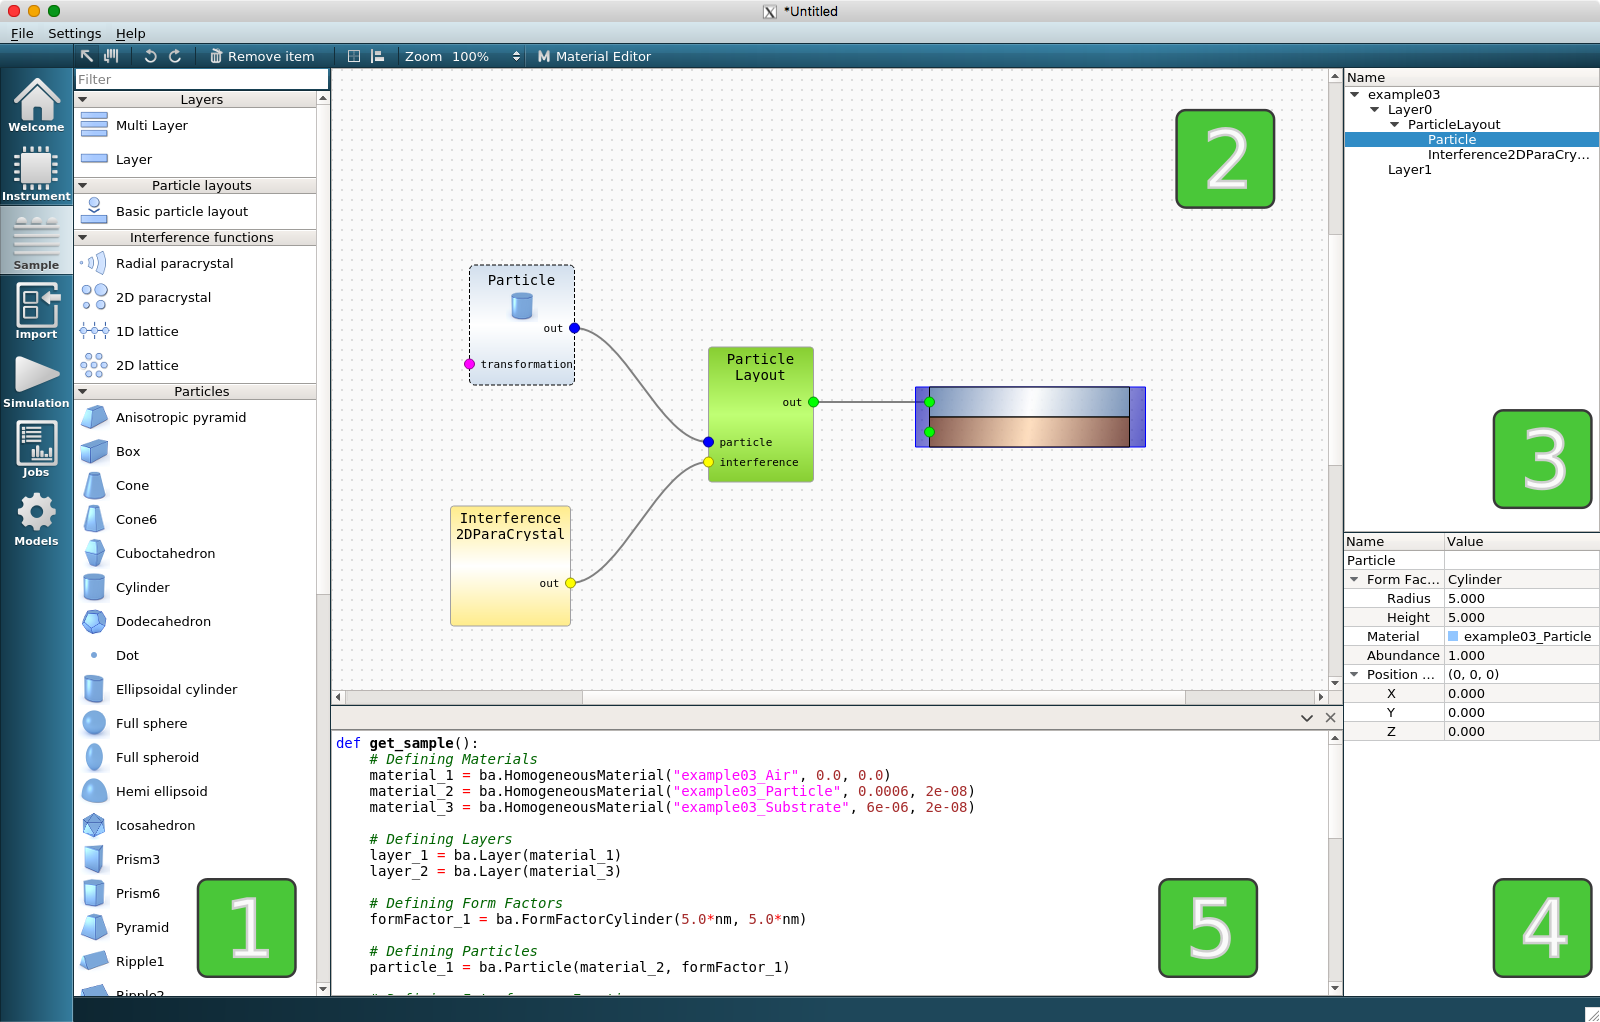 *Untitled
File Settings Help
Remove item Zoom 100% M Material Editor
Welcome
Instrument
Sample
Import
Simulation
Jobs
Models
Filter
Layers
Multi Layer
Layer
Particle layouts
Basic particle layout
Interference functions
Radial paracrystal
2D paracrystal
1D lattice
2D lattice
Particles
Anisotropic pyramid
Box
Cone
Cone6
Cuboctahedron
Cylinder
Dodecahedron
Dot
Ellipsoidal cylinder
Full sphere
Full spheroid
Hemi ellipsoid
Icosahedron
Prism3
Prism6
Pyramid
Ripple1
Ripple2
1
2
Particle
out
transformation
Particle
Layout
out
particle
interference
Interference
2DParaCrystal
out
def get_sample():
# Defining Materials
material_1 = ba.HomogeneousMaterial("example03_Air", 0.0, 0.0)
material_2 = ba.HomogeneousMaterial("example03_Particle", 0.0006, 2e-08)
material_3 = ba.HomogeneousMaterial("example03_Substrate", 6e-06, 2e-08)
# Defining Layers
layer_1 = ba.Layer(material_1)
layer_2 = ba.Layer(material_3)
# Defining Form Factors
formFactor_1 = ba.FormFactorCylinder(5.0*nm, 5.0*nm)
# Defining Particles
particle_1 = ba.Particle(material_2, formFactor_1)
5
Name
example03
Layer0
ParticleLayout
Particle
Interference2DParaCry...
Layer1
3
Name Value
Particle
Form Fac... Cylinder
Radius 5.000
Height 5.000
Material example03_Particle
Abundance 1.000
Position ... (0, 0, 0)
X 0.000
Y 0.000
Z 0.000
4